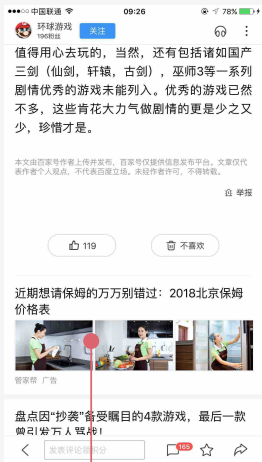 中国联通 09:26 78%
环球游戏
196粉丝
关注
值得用心去玩的，当然，还有包括诸如国产
三剑（仙剑，轩辕，古剑），巫师3等一系列
剧情优秀的游戏未能列入。优秀的游戏已然
不多，这些肯花大力气做剧情的更是少之又
少，珍惜才是。
本文由百家号作者上传并发布，百家号仅提供信息发布平台。文章仅代
表作者个人观点，不代表百度立场。未经作者许可，不得转载。
举报
119
不喜欢
近期想请保姆的万万别错过：2018北京保姆
价格表
管家帮 广告
盘点因“抄袭”备受瞩目的4款游戏，最后一款
曾引发万人骂战！
发表评论被积分
165